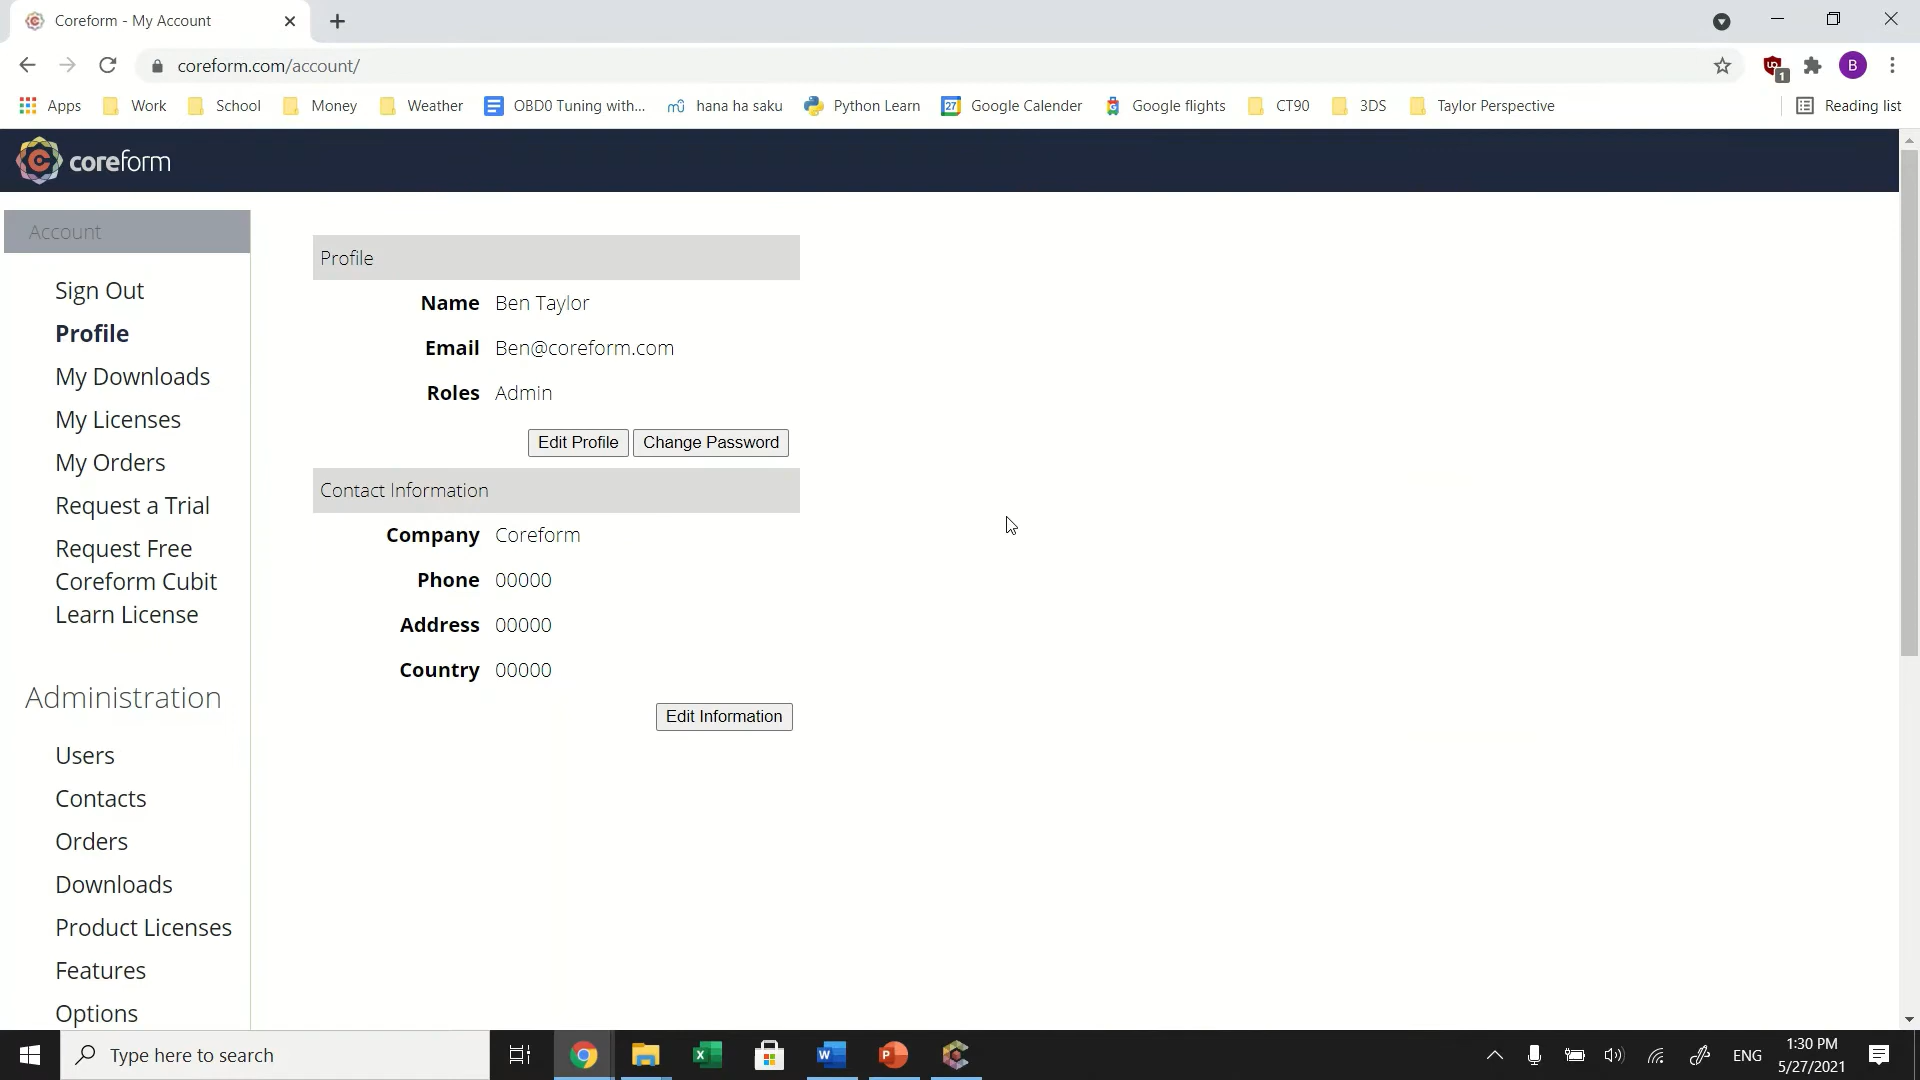 Coreform - My Account
coreform.com/account/
1
B
Apps Work School Money Weather OBD0 Tuning with... hana ha saku Python Learn 27 Google Calender Google flights CT90 3DS Taylor Perspective Reading list
coreform
Account
Sign Out
Profile
My Downloads
My Licenses
My Orders
Request a Trial
Request Free
Coreform Cubit
Learn License
Administration
Users
Contacts
Orders
Downloads
Product Licenses
Features
Options
Profile
Name Ben Taylor
Email Ben@coreform.com
Roles Admin
Edit Profile Change Password
Contact Information
Company Coreform
Phone 00000
Address 00000
Country 00000
Edit Information
Type here to search
ENG
1:30 PM
5/27/2021